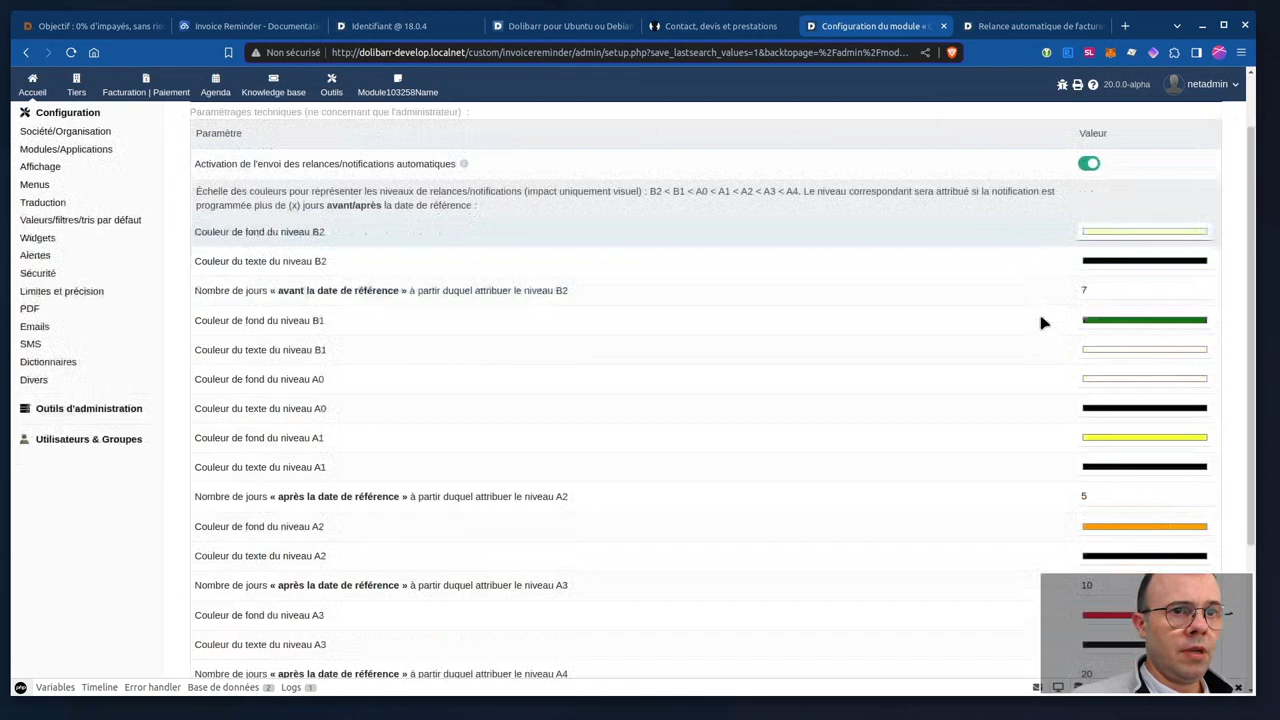 Objectif : 0% d'impayés, sans ries
Invoice Reminder - Documentatio
Identifiant @ 18.0.4
Dolibarr pour Ubuntu ou Debian
Contact, devis et prestations
Configuration du module « C
Relance automatique de facture
Non sécurisé
http://dolibarr-develop.localnet/custom/invoicereminder/admin/setup.php?save_lastsearch_values=1&backtopage=%2Fadmin%2Fmod...
Accueil
Tiers
Facturation | Paiement
Agenda
Knowledge base
Outils
Module103258Name
20.0.0-alpha
netadmin
Configuration
Société/Organisation
Modules/Applications
Affichage
Menus
Traduction
Valeurs/filtres/tris par défaut
Widgets
Alertes
Sécurité
Limites et précision
PDF
Emails
SMS
Dictionnaires
Divers
Outils d'administration
Utilisateurs & Groupes
Paramétrages techniques (ne concernant que l'administrateur) :
Paramètre Valeur
Activation de l'envoi des relances/notifications automatiques
Échelle des couleurs pour représenter les niveaux de relances/notifications (impact uniquement visuel) : B2 < B1 < A0 < A1 < A2 < A3 < A4. Le niveau correspondant sera attribué si la notification est
programmée plus de (x) jours avant/après la date de référence :
Couleur de fond du niveau B2
Couleur du texte du niveau B2
Nombre de jours « avant la date de référence » à partir duquel attribuer le niveau B2 7
Couleur de fond du niveau B1
Couleur du texte du niveau B1
Couleur de fond du niveau A0
Couleur du texte du niveau A0
Couleur de fond du niveau A1
Couleur du texte du niveau A1
Nombre de jours « après la date de référence » à partir duquel attribuer le niveau A2 5
Couleur de fond du niveau A2
Couleur du texte du niveau A2
Nombre de jours « après la date de référence » à partir duquel attribuer le niveau A3 10
Couleur de fond du niveau A3
Couleur du texte du niveau A3
Nombre de jours « après la date de référence » à partir duquel attribuer le niveau A4 20
php Variables Timeline Error handler Base de données 2 Logs 1